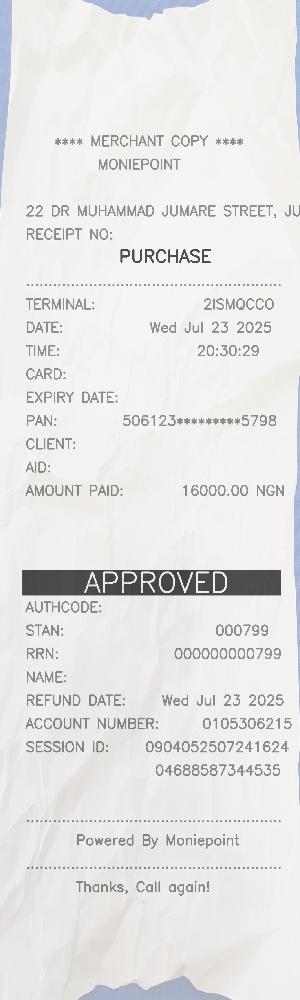 **** MERCHANT COPY ****
MONIEPOINT
22 DR MUHAMMAD JUMARE STREET, JU
RECEIPT NO:
PURCHASE
TERMINAL: 2ISMQCCO
DATE: Wed Jul 23 2025
TIME: 20:30:29
CARD:
EXPIRY DATE:
PAN: 506123*********5798
CLIENT:
AID:
AMOUNT PAID: 16000.00 NGN
APPROVED
AUTHCODE:
STAN: 000799
RRN: 000000000799
NAME:
REFUND DATE: Wed Jul 23 2025
ACCOUNT NUMBER: 0105306215
SESSION ID: 0904052507241624
04688587344535
Powered By Moniepoint
Thanks, Call again!